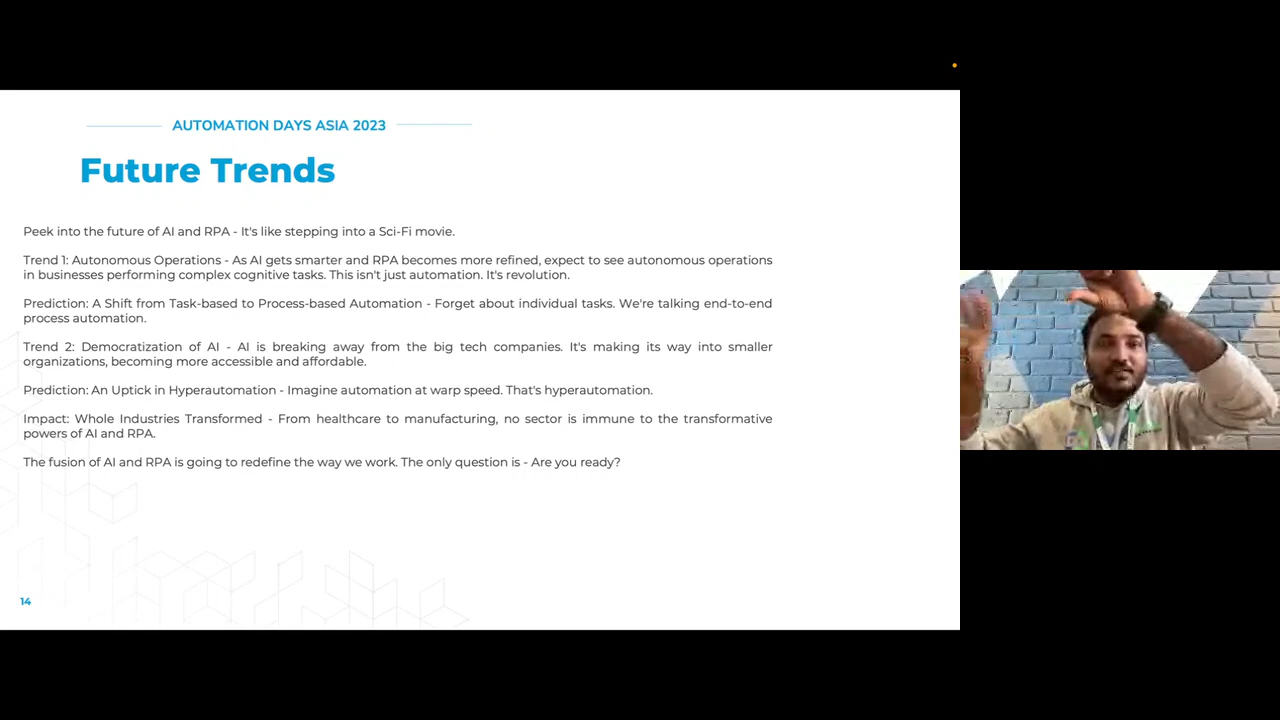 AUTOMATION DAYS ASIA 2023
Future Trends
Peek into the future of AI and RPA - It's like stepping into a Sci-Fi movie.
Trend 1: Autonomous Operations - As AI gets smarter and RPA becomes more refined, expect to see autonomous operations
in businesses performing complex cognitive tasks. This isn't just automation. It's revolution.
Prediction: A Shift from Task-based to Process-based Automation - Forget about individual tasks. We're talking end-to-end
process automation.
Trend 2: Democratization of AI - AI is breaking away from the big tech companies. It's making its way into smaller
organizations, becoming more accessible and affordable.
Prediction: An Uptick in Hyperautomation - Imagine automation at warp speed. That's hyperautomation.
Impact: Whole Industries Transformed - From healthcare to manufacturing, no sector is immune to the transformative
powers of AI and RPA.
The fusion of AI and RPA is going to redefine the way we work. The only question is - Are you ready?
14